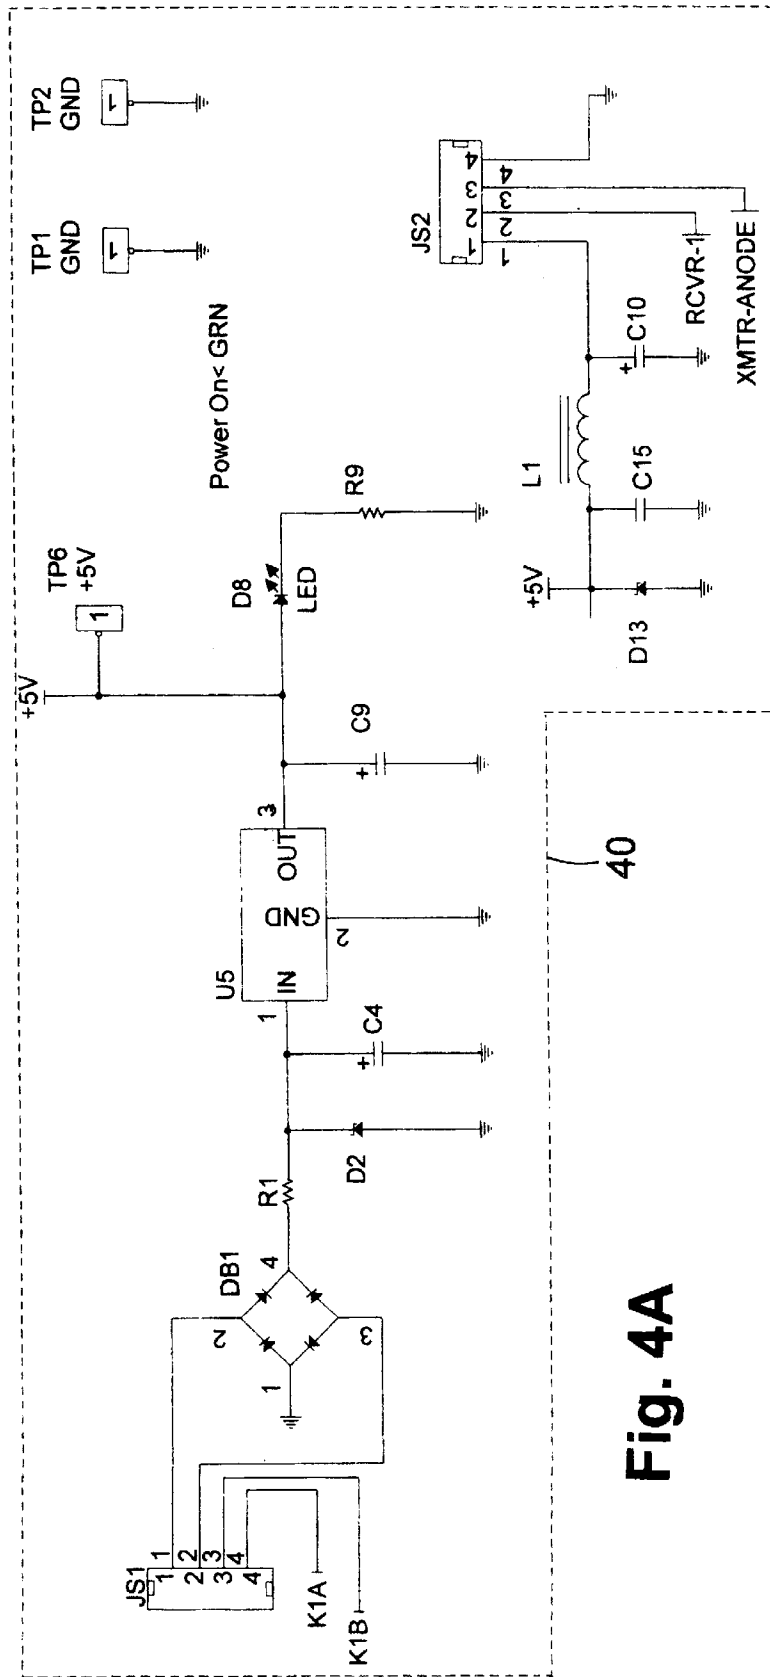 TP2
GND
1
TP1
GND
1
TP6
+5V
1
+5V
Power On< GRN
D8
LED
R9
C9
U5
IN
OUT
GND
1
2
3
C4
D2
R1
DB1
1
2
3
4
JS1
1 1
2 2
3 3
4 4
K1A
K1B
JS2
1 1
2 2
3 3
4 4
RCVR-1
XMTR-ANODE
C10
L1
C15
+5V
D13
40
Fig. 4A
+
+
+